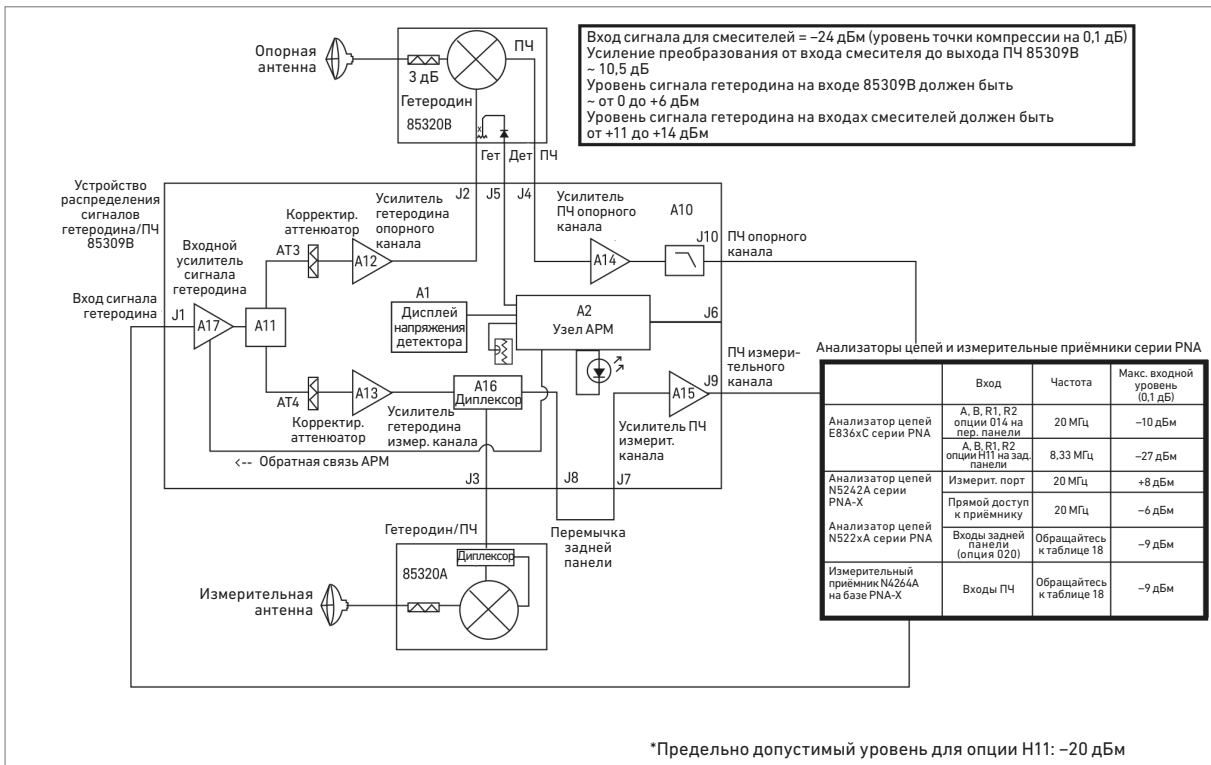 Вход сигнала для смесителей = –24 дБм (уровень точки компрессии на 0,1 дБ)
Усиление преобразования от входа смесителя до выхода ПЧ 85309B
~ 10,5 дБ
Уровень сигнала гетеродина на входе 85309B должен быть
~ от 0 до +6 дБм
Уровень сигнала гетеродина на входах смесителей должен быть
от +11 до +14 дБм
Опорная
антенна
ПЧ
3 дБ
Гетеродин
85320B
x
Гет
Дет
ПЧ
Устройство
распределения
сигналов
гетеродина/ПЧ
85309B
J2
J5
J4
Корректир.
аттенюатор
Усилитель
гетеродина
опорного
канала
Усилитель
ПЧ опорного
канала
A10
Входной
усилитель
сигнала
гетеродина
AT3
A12
A14
J10
ПЧ опорного
канала
Вход сигнала
гетеродина
J1
A17
A11
A1
Дисплей
напряжения
детектора
A2
Узел АРМ
J6
AT4
A13
A16
Диплексор
A15
J9
ПЧ измери-
тельного
канала
Корректир.
аттенюатор
Усилитель
гетеродина
измер. канала
Усилитель ПЧ
измерит.
канала
<-- Обратная связь АРМ
J3
J8
J7
Гетеродин/ПЧ
Перемычка
задней
панели
Диплексор
85320A
Измерительная
антенна
Анализаторы цепей и измерительные приёмники серии PNA
Вход
Частота
Макс. входной
уровень
(0,1 дБ)
Анализатор цепей
E836xC серии PNA
A, B, R1, R2
опции 014 на
пер. панели
20 МГц
–10 дБм
A, B, R1, R2
опции H11 на зад.
панели
8,33 МГц
–27 дБм
Анализатор цепей
N5242A серии
PNA-X
Анализатор цепей
N522xA серии PNA
Измерит. порт
20 МГц
+8 дБм
Прямой доступ
к приёмнику
20 МГц
–6 дБм
Входы задней
панели
(опция 020)
Обращайтесь
к таблице 18
–9 дБм
Измерительный
приёмник N4264A
на базе PNA-X
Входы ПЧ
Обращайтесь
к таблице 18
–9 дБм
*Предельно допустимый уровень для опции H11: –20 дБм